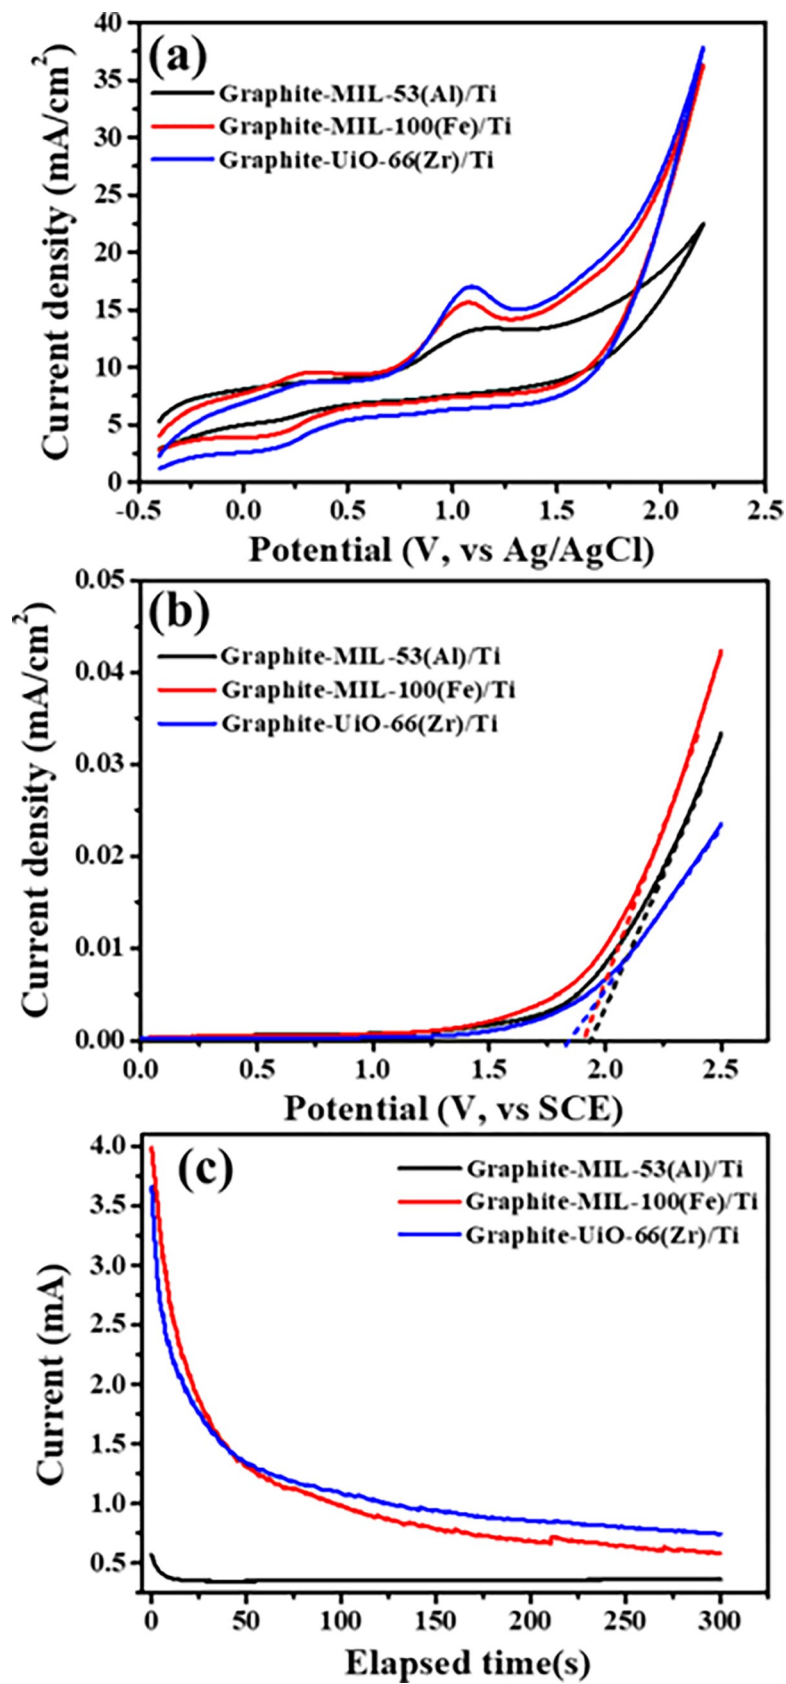 (a)
Graphite-MIL-53(Al)/Ti
Graphite-MIL-100(Fe)/Ti
Graphite-UiO-66(Zr)/Ti
Current density (mA/cm²)
40
35
30
25
20
15
10
5
0
-0.5 0.0 0.5 1.0 1.5 2.0 2.5
Potential (V, vs Ag/AgCl)
(b)
Graphite-MIL-53(Al)/Ti
Graphite-MIL-100(Fe)/Ti
Graphite-UiO-66(Zr)/Ti
Current density (mA/cm²)
0.05
0.04
0.03
0.02
0.01
0.00
0.0 0.5 1.0 1.5 2.0 2.5
Potential (V, vs SCE)
(c)
Graphite-MIL-53(Al)/Ti
Graphite-MIL-100(Fe)/Ti
Graphite-UiO-66(Zr)/Ti
Current (mA)
4.0
3.5
3.0
2.5
2.0
1.5
1.0
0.5
0 50 100 150 200 250 300
Elapsed time(s)